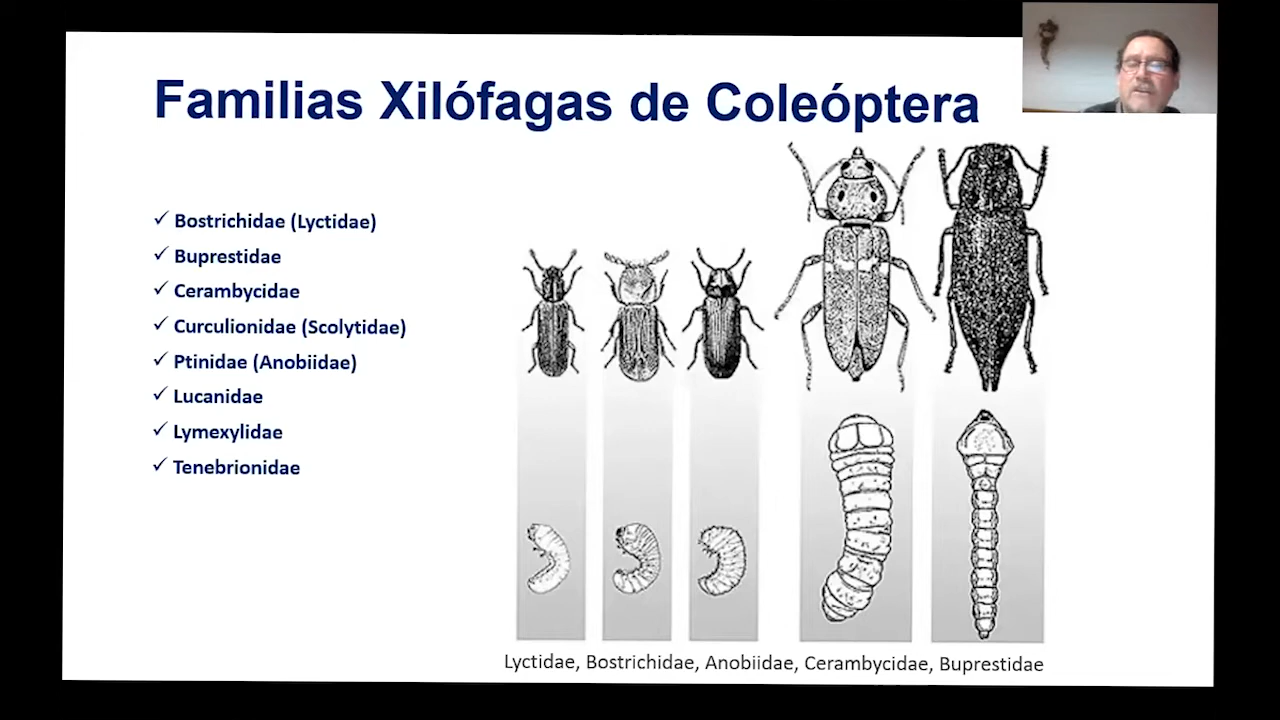 Familias Xilófagas de Coleóptera
✓ Bostrichidae (Lyctidae)
✓ Buprestidae
✓ Cerambycidae
✓ Curculionidae (Scolytidae)
✓ Ptinidae (Anobiidae)
✓ Lucanidae
✓ Lymexylidae
✓ Tenebrionidae
Lyctidae, Bostrichidae, Anobiidae, Cerambycidae, Buprestidae